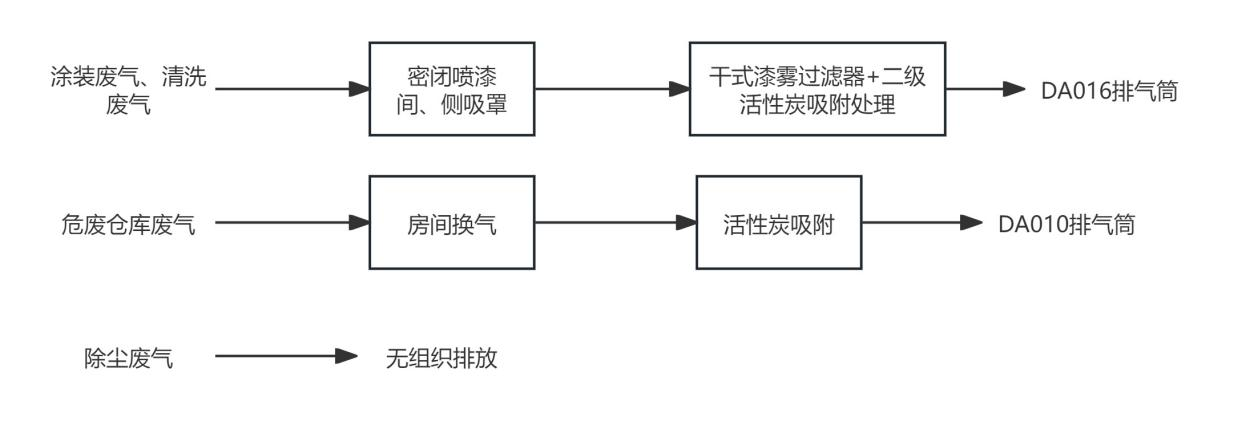 涂装废气、清洗
废气
密闭喷漆
间、侧吸罩
干式漆雾过滤器+二级
活性炭吸附处理
DA016排气筒
危废仓库废气
房间换气
活性炭吸附
DA010排气筒
除尘废气
无组织排放